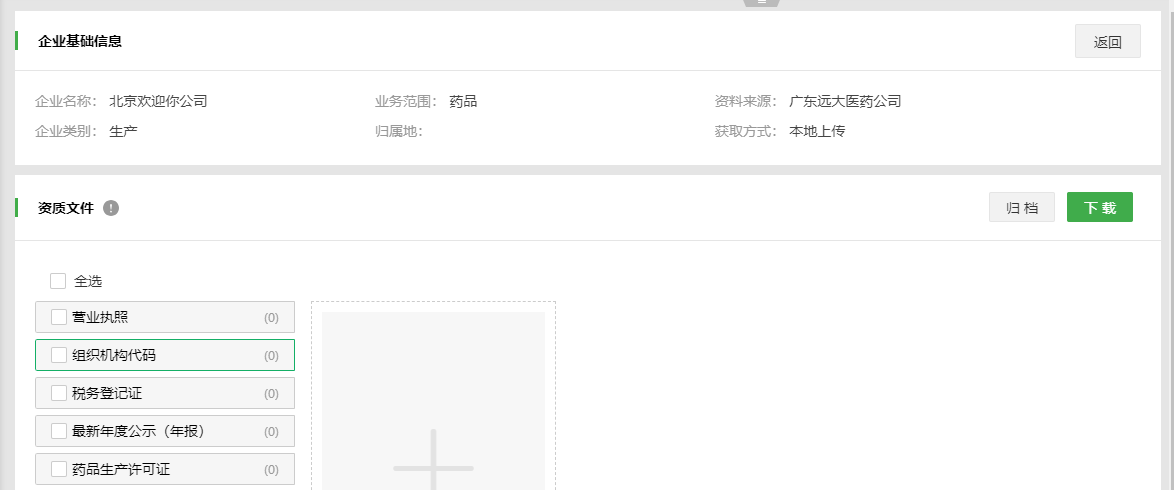 企业基础信息 返回
企业名称： 北京欢迎你公司 业务范围： 药品 资料来源： 广东远大医药公司
企业类别： 生产 归属地： 获取方式： 本地上传
资质文件 ! 归 档 下 载
全选
营业执照 (0)
组织机构代码 (0)
税务登记证 (0)
最新年度公示（年报） (0)
药品生产许可证 (0)